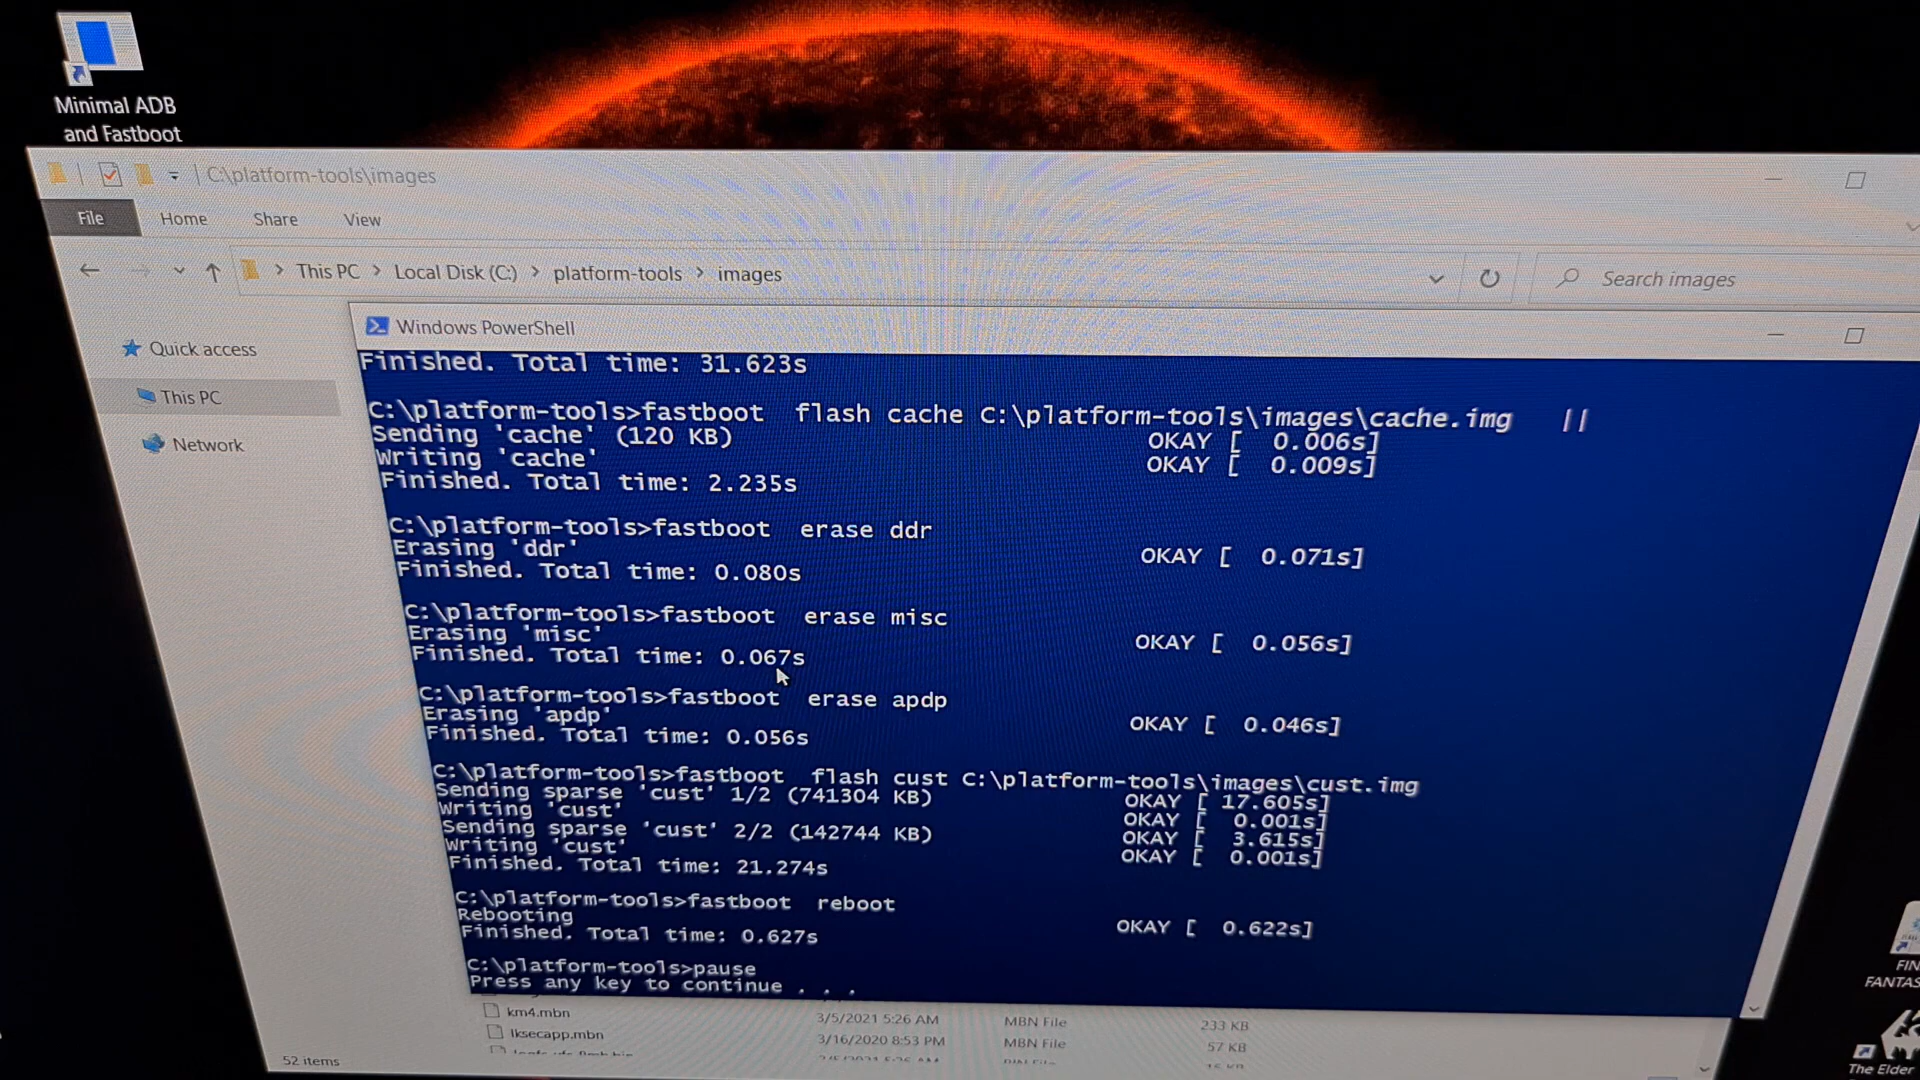 Minimal ADB
and Fastboot
C:\platform-tools\images
File Home Share View
This PC > Local Disk (C:) > platform-tools > images
Search images
Quick access
This PC
Network
Windows PowerShell
Finished. Total time: 31.623s
C:\platform-tools>fastboot  flash cache C:\platform-tools\images\cache.img   ||
Sending 'cache' (120 KB) OKAY [  0.006s]
Writing 'cache' OKAY [  0.009s]
Finished. Total time: 2.235s
C:\platform-tools>fastboot  erase ddr
Erasing 'ddr' OKAY [  0.071s]
Finished. Total time: 0.080s
C:\platform-tools>fastboot  erase misc
Erasing 'misc' OKAY [  0.056s]
Finished. Total time: 0.067s
C:\platform-tools>fastboot  erase apdp
Erasing 'apdp' OKAY [  0.046s]
Finished. Total time: 0.056s
C:\platform-tools>fastboot  flash cust C:\platform-tools\images\cust.img
Sending sparse 'cust' 1/2 (741304 KB) OKAY [ 17.605s]
Writing 'cust' OKAY [  0.001s]
Sending sparse 'cust' 2/2 (142744 KB) OKAY [  3.615s]
Writing 'cust' OKAY [  0.001s]
Finished. Total time: 21.274s
C:\platform-tools>fastboot  reboot
Rebooting OKAY [  0.622s]
Finished. Total time: 0.627s
C:\platform-tools>pause
Press any key to continue . . .
km4.mbn 3/5/2021 5:26 AM MBN File 233 KB
lksecapp.mbn 3/16/2020 8:53 PM MBN File 57 KB
52 items
FIN
FANTAS
The Elder